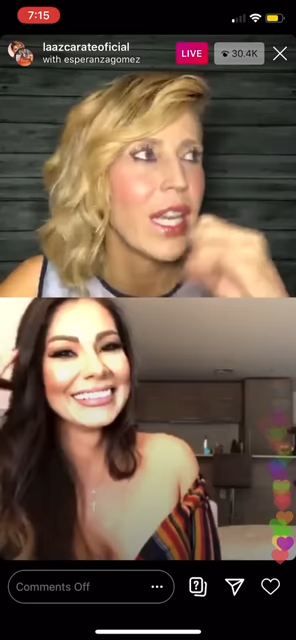 7:15
laazcarateoficial
with esperanzagomez
LIVE
30.4K
Comments Off